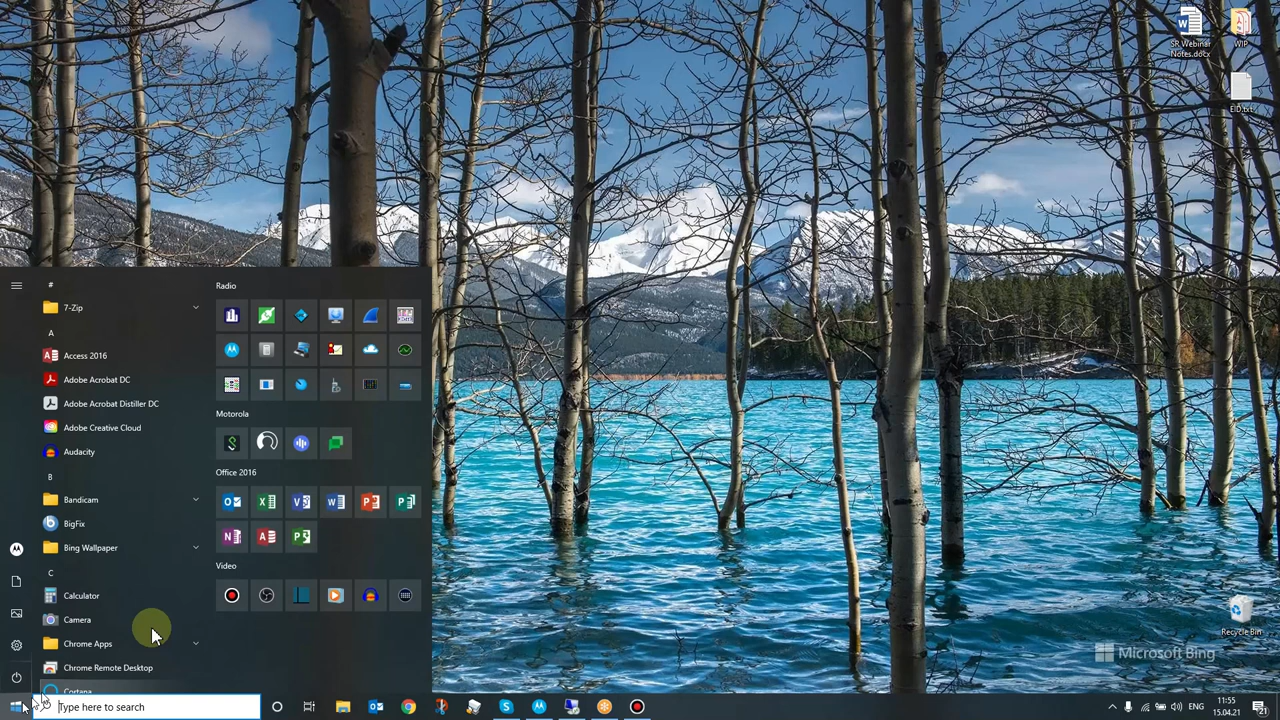 SR Webinar
Notes.docx
WIP
EID.txt
#
7-Zip
A
Access 2016
Adobe Acrobat DC
Adobe Acrobat Distiller DC
Adobe Creative Cloud
Audacity
B
Bandicam
BigFix
Bing Wallpaper
C
Calculator
Camera
Chrome Apps
Chrome Remote Desktop
Cortana
Radio
Motorola
Office 2016
Video
Recycle Bin
Microsoft Bing
Type here to search
ENG
11:55
15.04.21
21